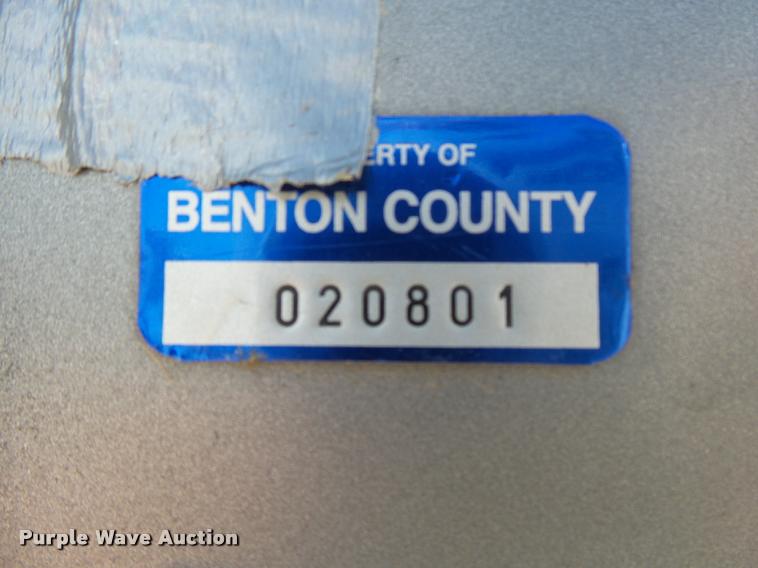 ERTY OF
BENTON COUNTY
020801
Purple Wave Auction